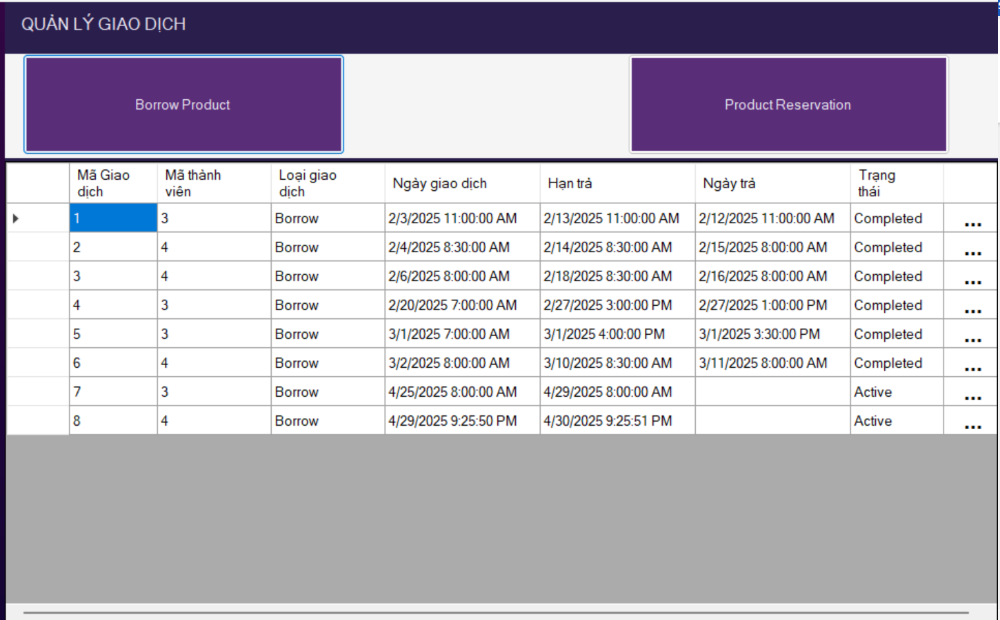 QUẢN LÝ GIAO DỊCH
Borrow Product Product Reservation
Mã Giao dịch Mã thành viên Loại giao dịch Ngày giao dịch Hạn trả Ngày trả Trạng thái
1 3 Borrow 2/3/2025 11:00:00 AM 2/13/2025 11:00:00 AM 2/12/2025 11:00:00 AM Completed ...
2 4 Borrow 2/4/2025 8:30:00 AM 2/14/2025 8:30:00 AM 2/15/2025 8:00:00 AM Completed ...
3 4 Borrow 2/6/2025 8:00:00 AM 2/18/2025 8:30:00 AM 2/16/2025 8:00:00 AM Completed ...
4 3 Borrow 2/20/2025 7:00:00 AM 2/27/2025 3:00:00 PM 2/27/2025 1:00:00 PM Completed ...
5 3 Borrow 3/1/2025 7:00:00 AM 3/1/2025 4:00:00 PM 3/1/2025 3:30:00 PM Completed ...
6 4 Borrow 3/2/2025 8:00:00 AM 3/10/2025 8:30:00 AM 3/11/2025 8:00:00 AM Completed ...
7 3 Borrow 4/25/2025 8:00:00 AM 4/29/2025 8:00:00 AM Active ...
8 4 Borrow 4/29/2025 9:25:50 PM 4/30/2025 9:25:51 PM Active ...